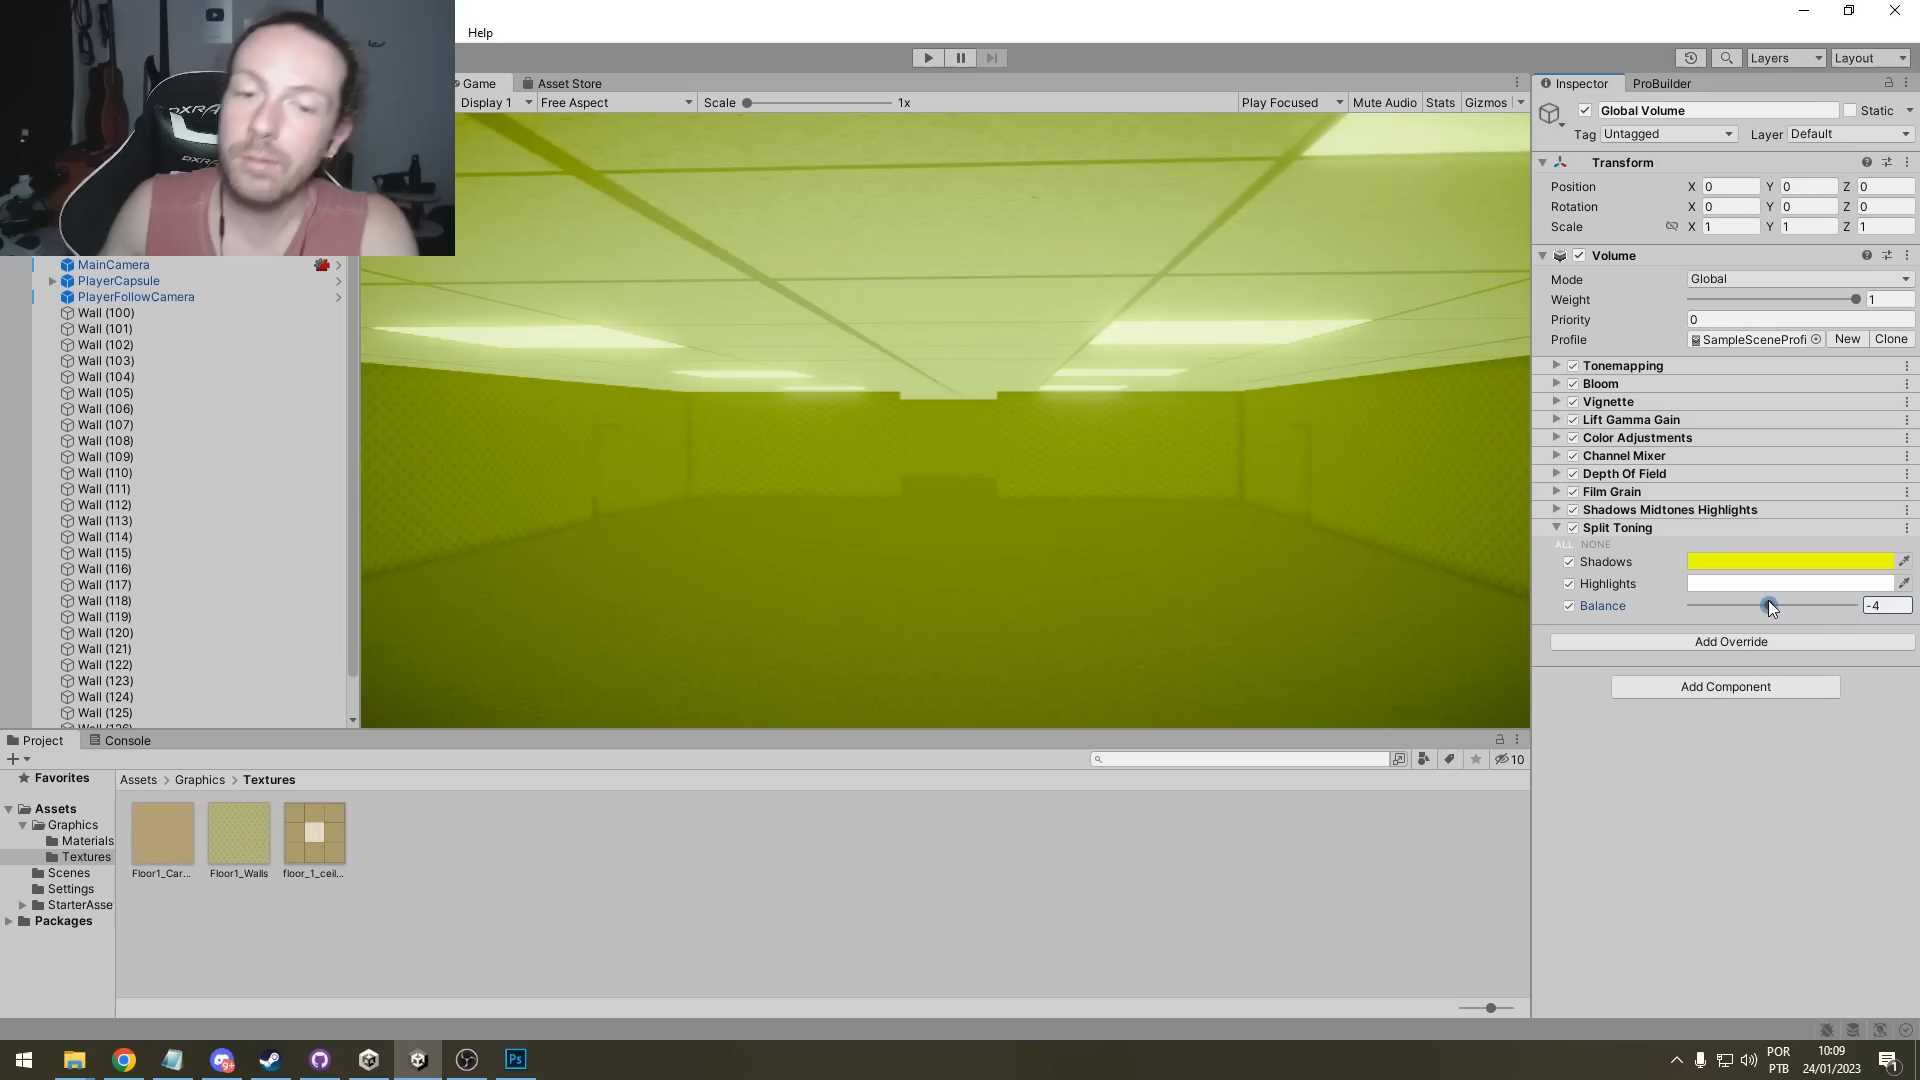 Help
Layers
Layout
Game
Asset Store
Display 1
Free Aspect
Scale
1x
Play Focused
Mute Audio
Stats
Gizmos
Inspector
ProBuilder
Global Volume
Static
Tag
Untagged
Layer
Default
Transform
Position
X
0
Y
0
Z
0
Rotation
X
0
Y
0
Z
0
Scale
X
1
Y
1
Z
1
Volume
Mode
Global
Weight
1
Priority
0
Profile
SampleSceneProfi
New
Clone
Tonemapping
Bloom
Vignette
Lift Gamma Gain
Color Adjustments
Channel Mixer
Depth Of Field
Film Grain
Shadows Midtones Highlights
Split Toning
ALL NONE
Shadows
Highlights
Balance
-4
Add Override
Add Component
MainCamera
PlayerCapsule
PlayerFollowCamera
Wall (100)
Wall (101)
Wall (102)
Wall (103)
Wall (104)
Wall (105)
Wall (106)
Wall (107)
Wall (108)
Wall (109)
Wall (110)
Wall (111)
Wall (112)
Wall (113)
Wall (114)
Wall (115)
Wall (116)
Wall (117)
Wall (118)
Wall (119)
Wall (120)
Wall (121)
Wall (122)
Wall (123)
Wall (124)
Wall (125)
Project
Console
10
Favorites
Assets
Graphics
Materials
Textures
Scenes
Settings
StarterAsse
Packages
Assets > Graphics > Textures
Floor1_Car...
Floor1_Walls
floor_1_ceil...
9+
Ps
POR
PTB
10:09
24/01/2023
1